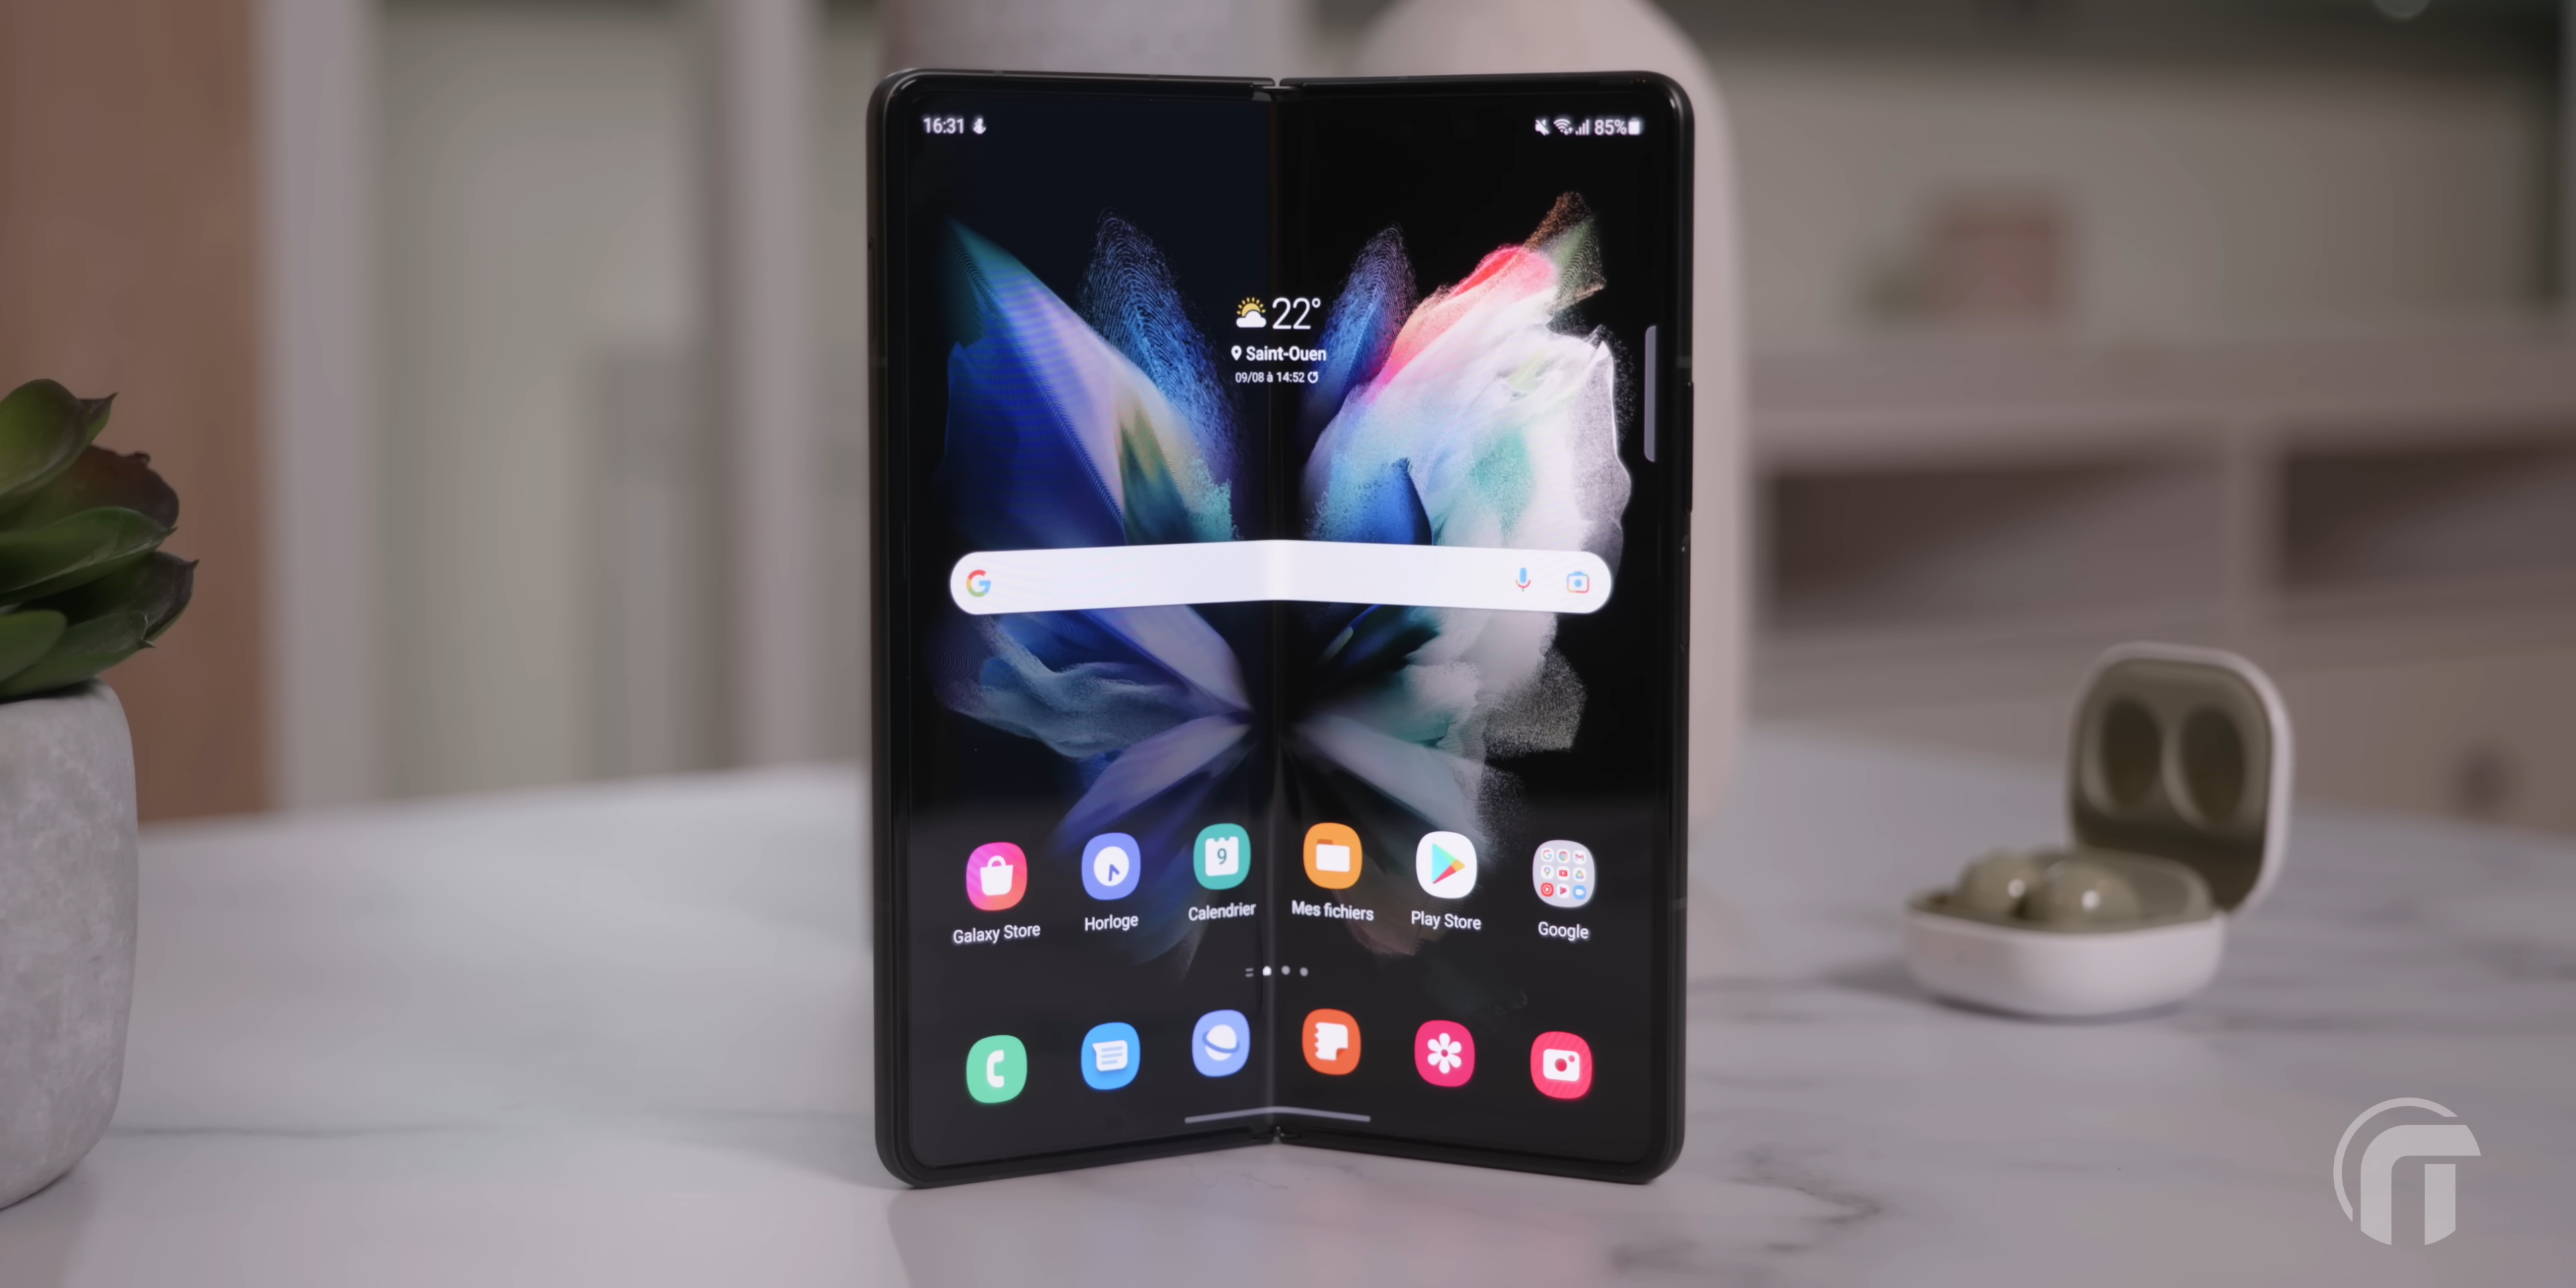 16:31
85%
22°
Saint-Ouen
09/08 à 14:52
G
9
Galaxy Store
Horloge
Calendrier
Mes fichiers
Play Store
Google